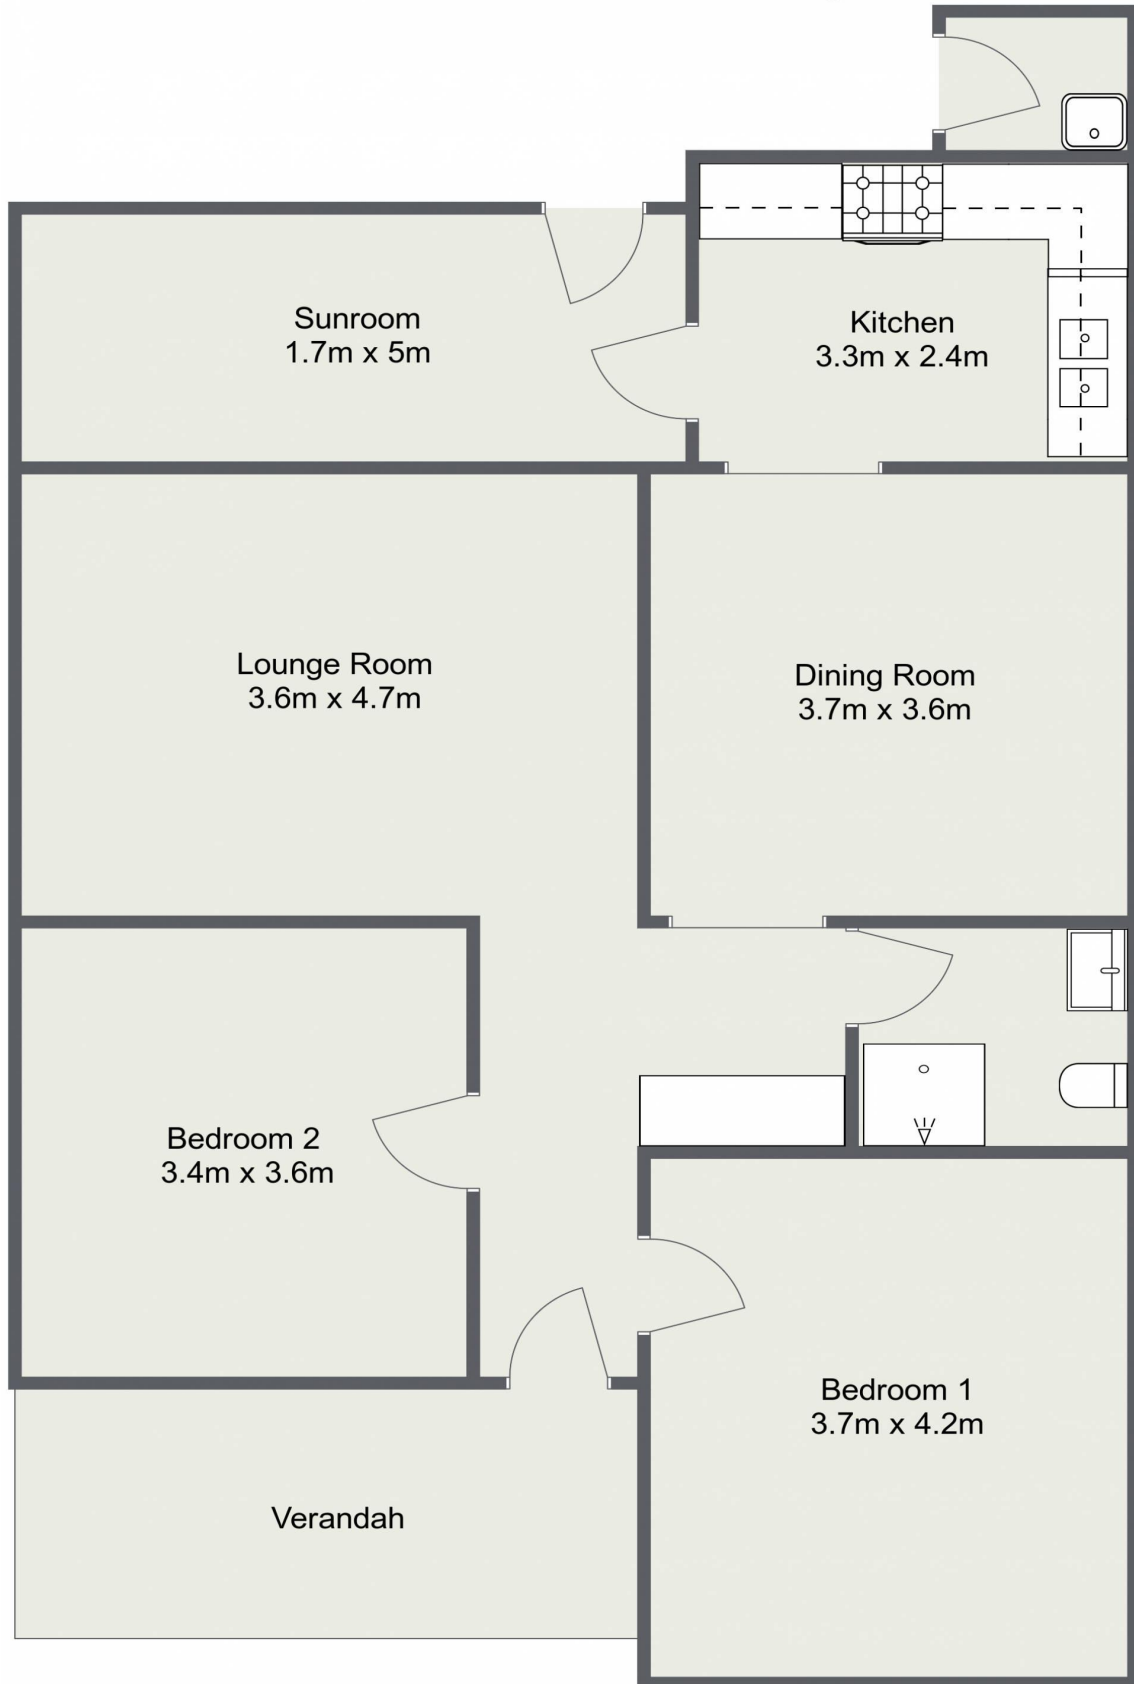 Sunroom
1.7m x 5m
Kitchen
3.3m x 2.4m
Lounge Room
3.6m x 4.7m
Dining Room
3.7m x 3.6m
Bedroom 2
3.4m x 3.6m
Bedroom 1
3.7m x 4.2m
Verandah